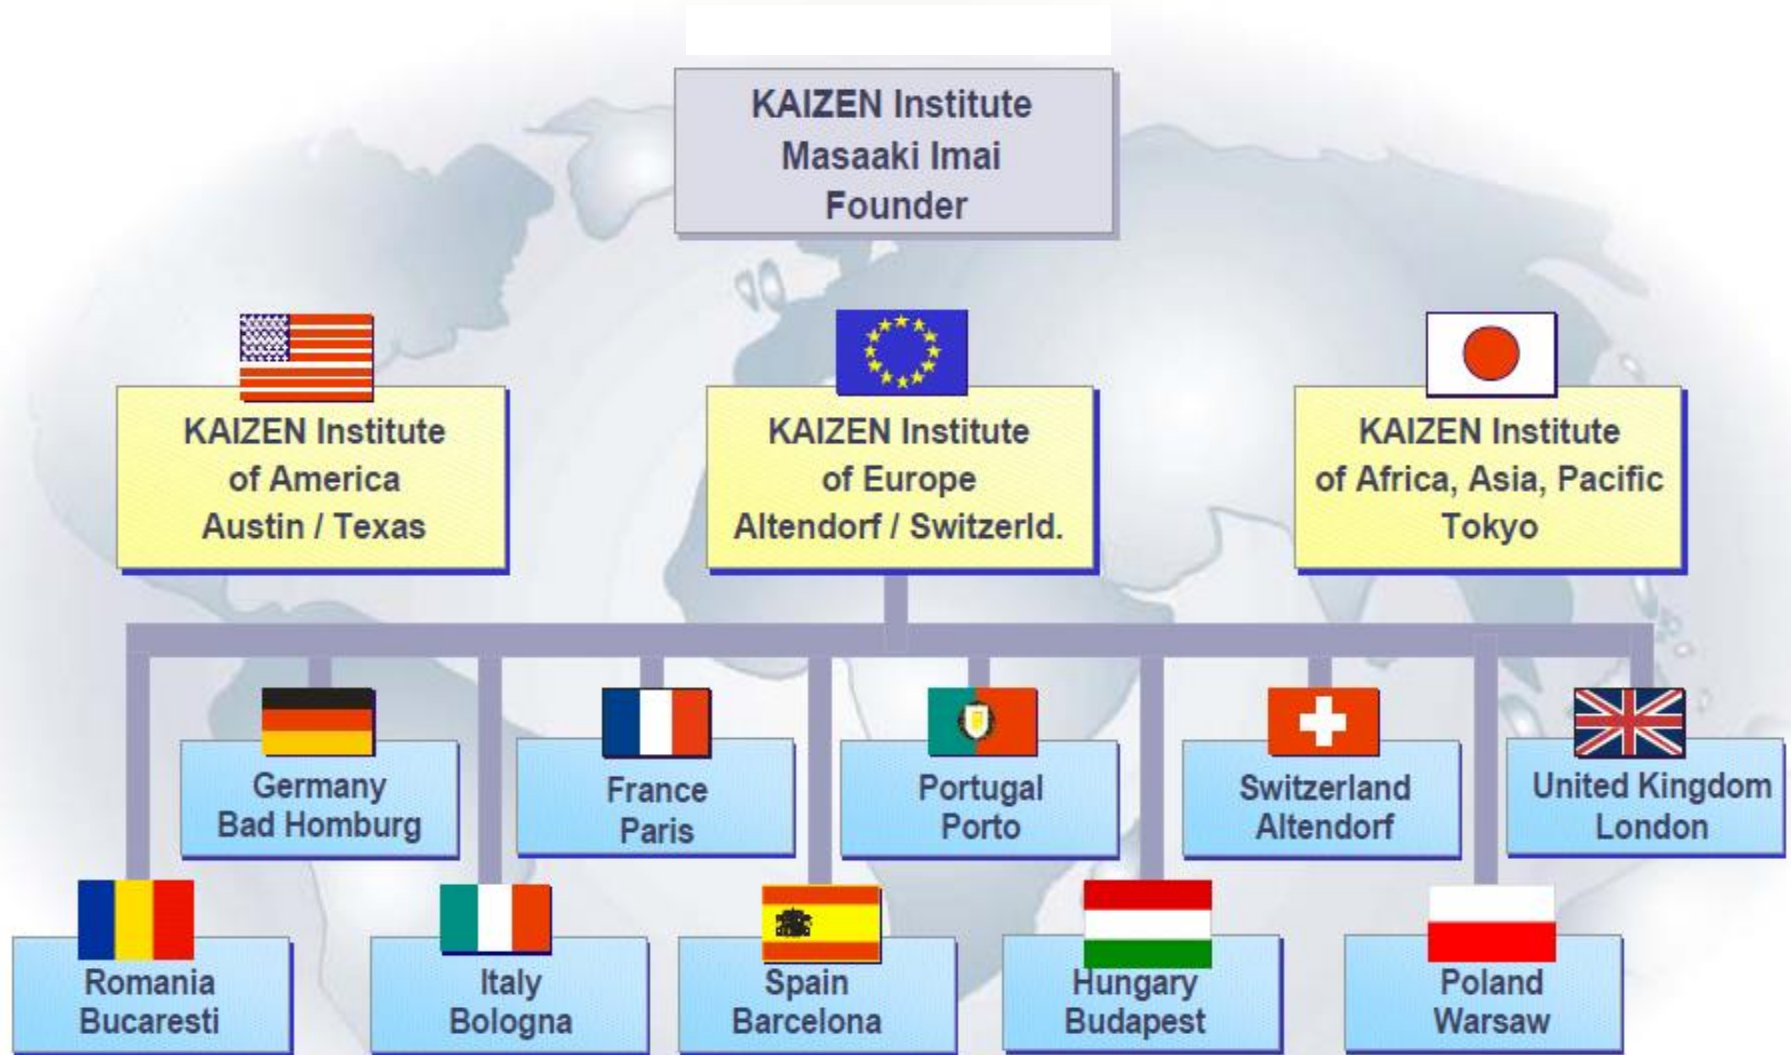 KAIZEN Institute
Masaaki Imai
Founder
KAIZEN Institute
of America
Austin / Texas
KAIZEN Institute
of Europe
Altendorf / Switzerld.
KAIZEN Institute
of Africa, Asia, Pacific
Tokyo
Germany
Bad Homburg
France
Paris
Portugal
Porto
Switzerland
Altendorf
United Kingdom
London
Romania
Bucaresti
Italy
Bologna
Spain
Barcelona
Hungary
Budapest
Poland
Warsaw